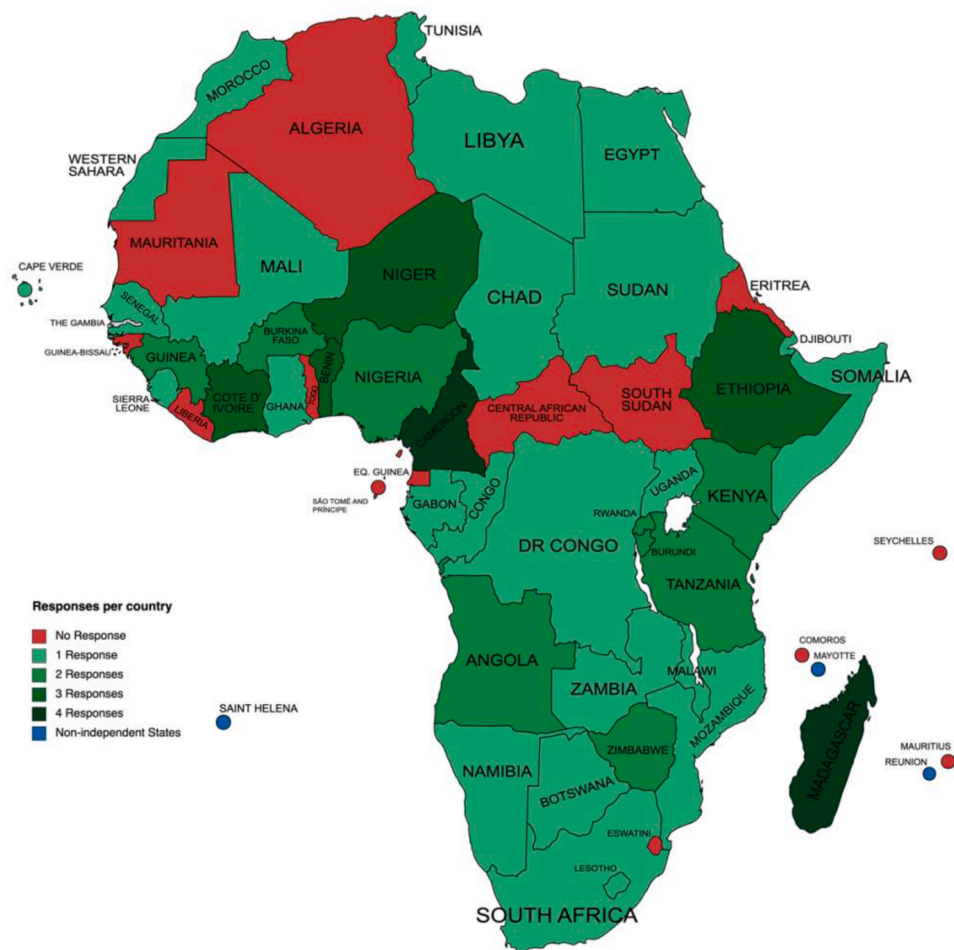 TUNISIA
MOROCCO
ALGERIA
LIBYA
EGYPT
WESTERN
SAHARA
MAURITANIA
MALI
NIGER
CHAD
SUDAN
ERITREA
CAPE VERDE
SENEGAL
THE GAMBIA
GUINEA-BISSAU
GUINEA
BURKINA
FASO
BENIN
NIGERIA
DJIBOUTI
SOMALIA
ETHIOPIA
SIERRA
LEONE
LIBERIA
COTE D'
IVOIRE
GHANA
TOGO
CAMEROON
CENTRAL AFRICAN
REPUBLIC
SOUTH
SUDAN
EQ. GUINEA
SÃO TOMÉ AND
PRÍNCIPE
GABON
CONGO
UGANDA
KENYA
RWANDA
BURUNDI
DR CONGO
TANZANIA
SEYCHELLES
Responses per country
No Response
1 Response
2 Responses
3 Responses
4 Responses
Non-independent States
COMOROS
MAYOTTE
ANGOLA
ZAMBIA
MALAWI
MOZAMBIQUE
SAINT HELENA
ZIMBABWE
MADAGASCAR
MAURITIUS
REUNION
NAMIBIA
BOTSWANA
ESWATINI
LESOTHO
SOUTH AFRICA